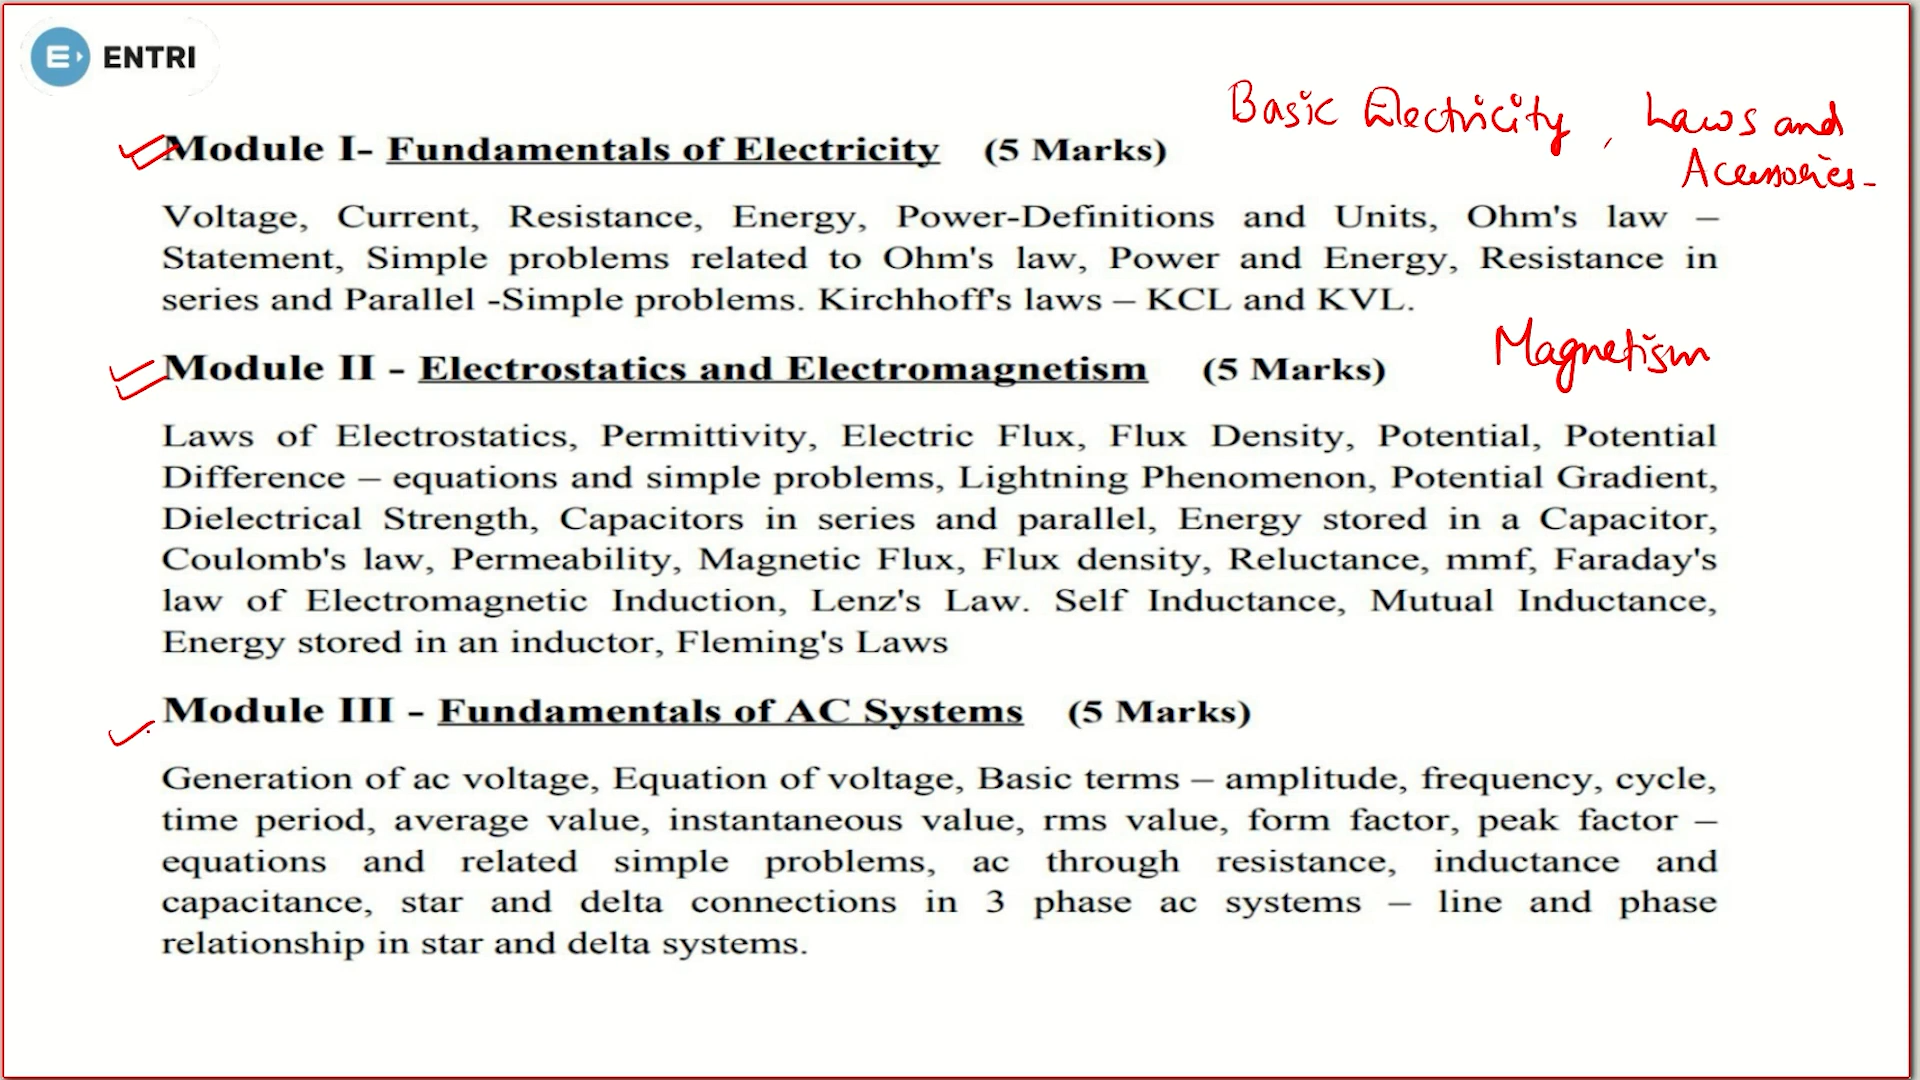 ENTRI
Basic Electricity, Laws and
Module I- Fundamentals of Electricity (5 Marks)
Accessories-
Voltage, Current, Resistance, Energy, Power-Definitions and Units, Ohm's law –
Statement, Simple problems related to Ohm's law, Power and Energy, Resistance in
series and Parallel -Simple problems. Kirchhoff's laws – KCL and KVL.
Magnetism
Module II - Electrostatics and Electromagnetism (5 Marks)
Laws of Electrostatics, Permittivity, Electric Flux, Flux Density, Potential, Potential
Difference – equations and simple problems, Lightning Phenomenon, Potential Gradient,
Dielectrical Strength, Capacitors in series and parallel, Energy stored in a Capacitor,
Coulomb's law, Permeability, Magnetic Flux, Flux density, Reluctance, mmf, Faraday's
law of Electromagnetic Induction, Lenz's Law. Self Inductance, Mutual Inductance,
Energy stored in an inductor, Fleming's Laws
Module III - Fundamentals of AC Systems (5 Marks)
Generation of ac voltage, Equation of voltage, Basic terms – amplitude, frequency, cycle,
time period, average value, instantaneous value, rms value, form factor, peak factor –
equations and related simple problems, ac through resistance, inductance and
capacitance, star and delta connections in 3 phase ac systems – line and phase
relationship in star and delta systems.